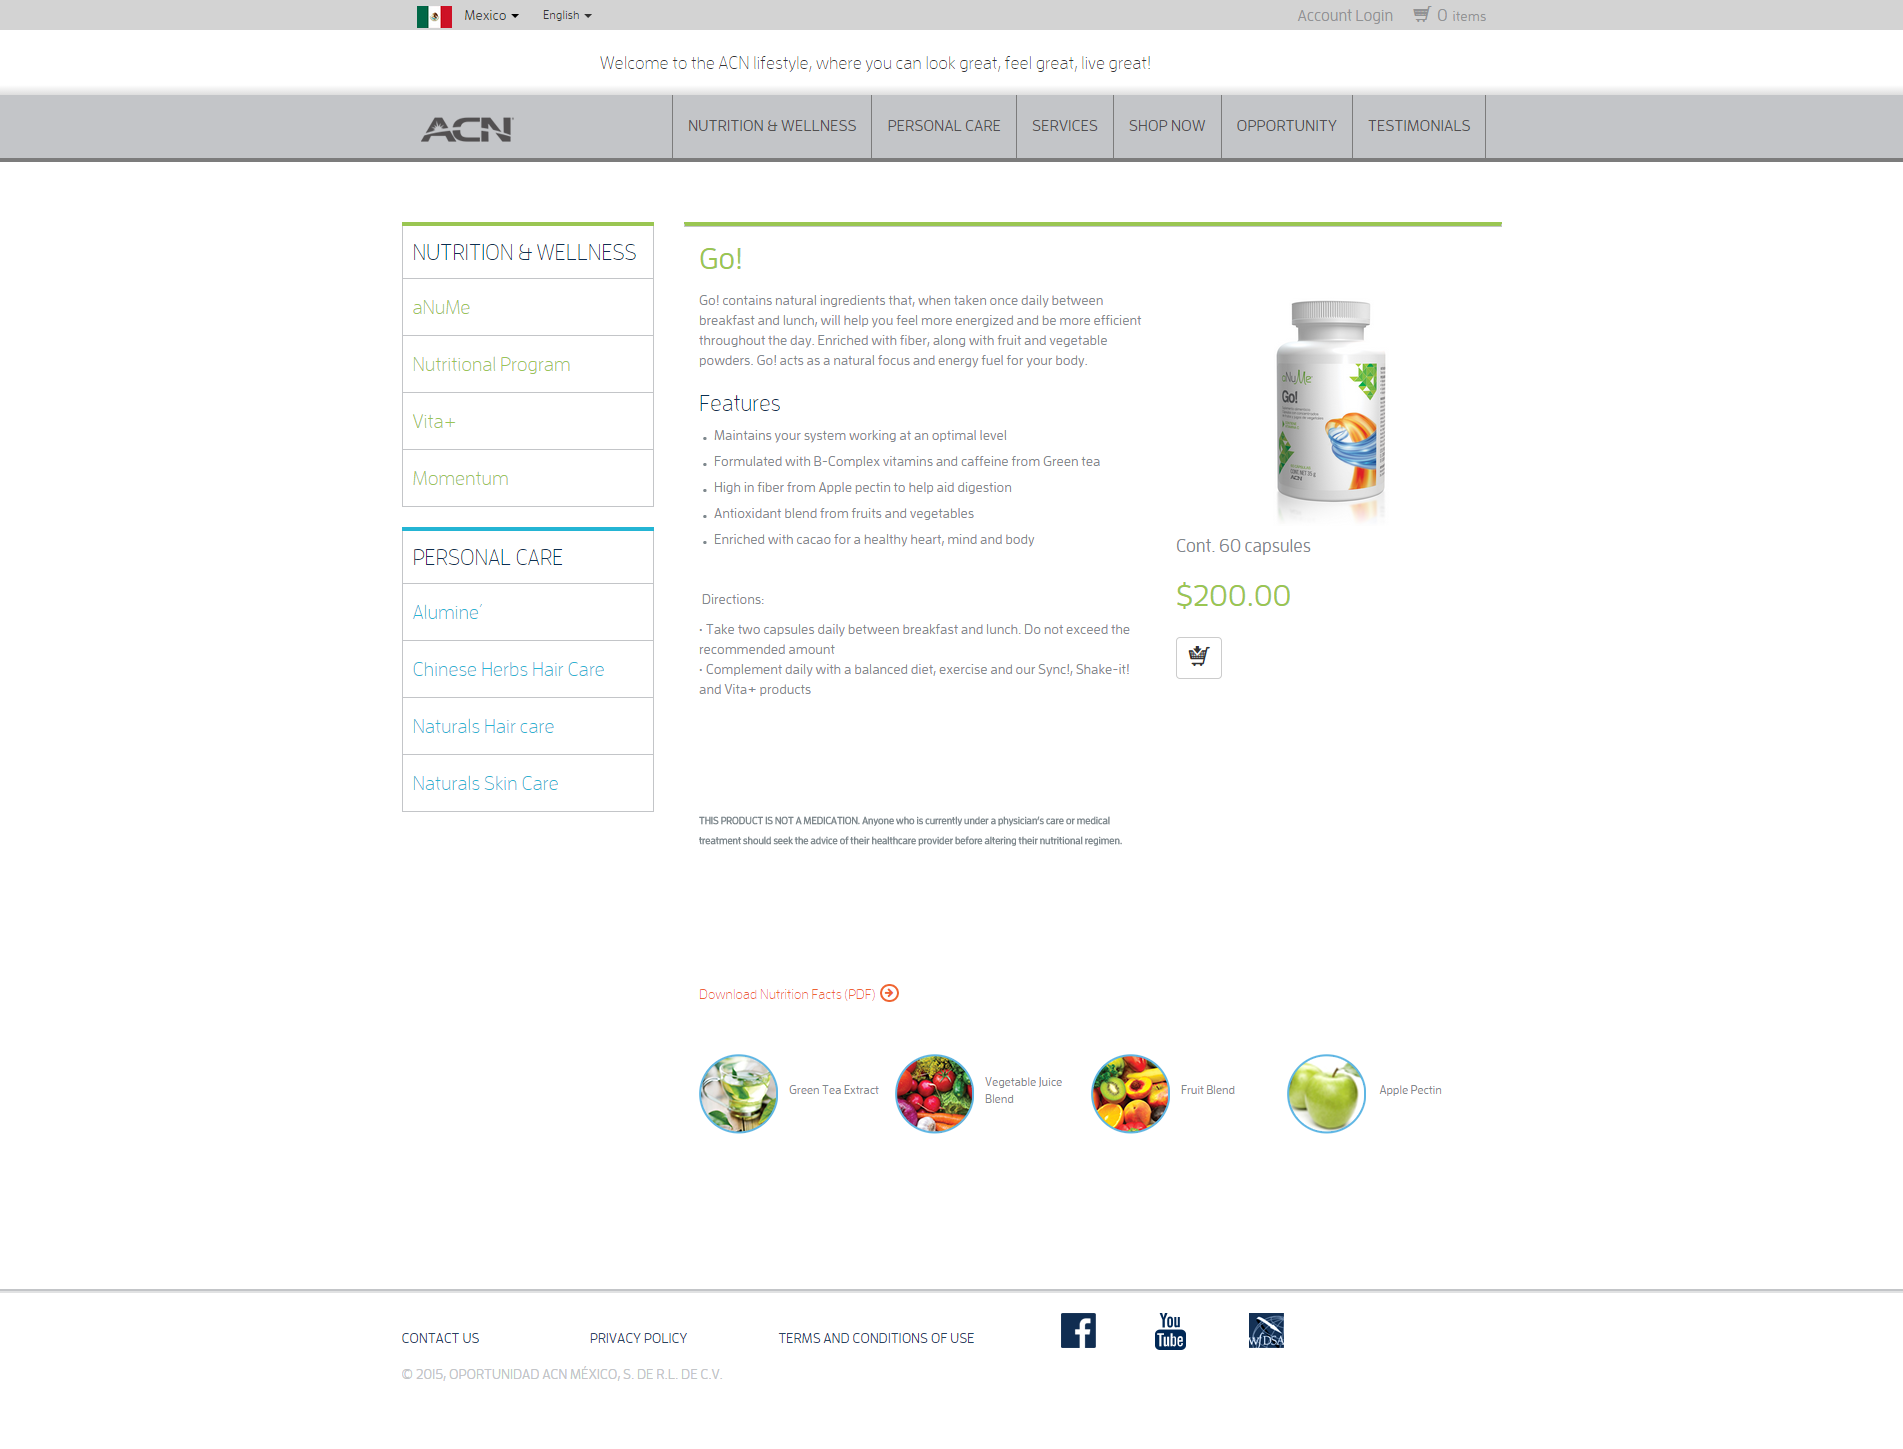 Mexico
English
Account Login
0 items
Welcome to the ACN lifestyle, where you can look great, feel great, live great!
ACN
NUTRITION & WELLNESS
PERSONAL CARE
SERVICES
SHOP NOW
OPPORTUNITY
TESTIMONIALS
NUTRITION & WELLNESS
aNuMe
Nutritional Program
Vita+
Momentum
PERSONAL CARE
Alumine´
Chinese Herbs Hair Care
Naturals Hair care
Naturals Skin Care
Go!
Go! contains natural ingredients that, when taken once daily between
breakfast and lunch, will help you feel more energized and be more efficient
throughout the day. Enriched with fiber, along with fruit and vegetable
powders. Go! acts as a natural focus and energy fuel for your body.
Features
• Maintains your system working at an optimal level
• Formulated with B-Complex vitamins and caffeine from Green tea
• High in fiber from Apple pectin to help aid digestion
• Antioxidant blend from fruits and vegetables
• Enriched with cacao for a healthy heart, mind and body
Directions:
• Take two capsules daily between breakfast and lunch. Do not exceed the
recommended amount
• Complement daily with a balanced diet, exercise and our Sync!, Shake-it!
and Vita+ products
THIS PRODUCT IS NOT A MEDICATION. Anyone who is currently under a physician's care or medical
treatment should seek the advice of their healthcare provider before altering their nutritional regimen.
aNuMe
Go!
ACN
Cont. 60 capsules
$200.00
Download Nutrition Facts (PDF)
Green Tea Extract
Vegetable Juice
Blend
Fruit Blend
Apple Pectin
CONTACT US
PRIVACY POLICY
TERMS AND CONDITIONS OF USE
You
Tube
WFDSA
© 2015, OPORTUNIDAD ACN MÉXICO, S. DE R.L. DE C.V.